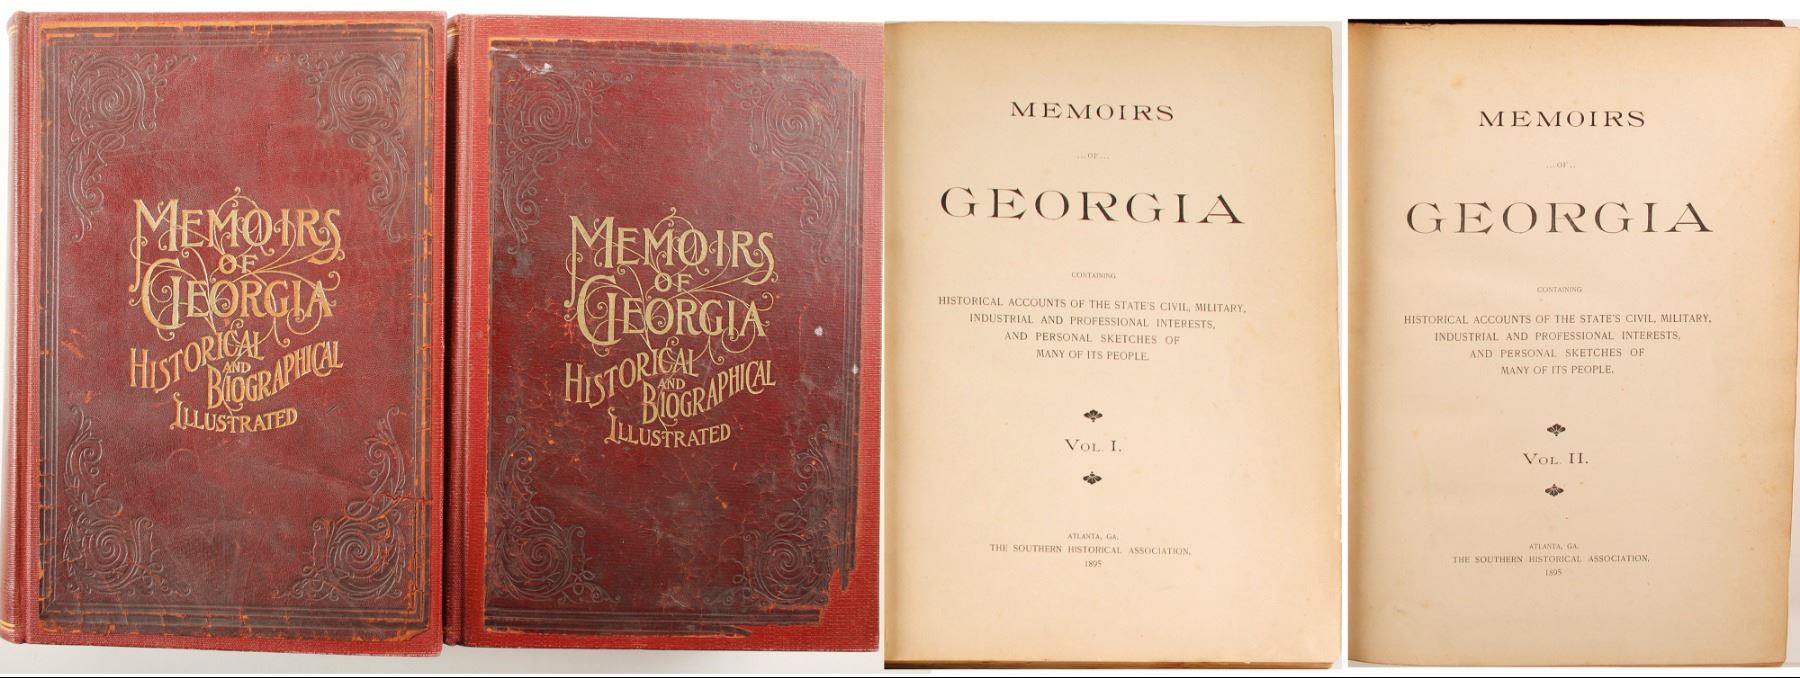 MEMOIRS
OF
GEORGIA
HISTORICAL
AND
BIOGRAPHICAL
ILLUSTRATED
MEMOIRS
OF
GEORGIA
HISTORICAL
AND
BIOGRAPHICAL
ILLUSTRATED
MEMOIRS
...OF...
GEORGIA
CONTAINING
HISTORICAL ACCOUNTS OF THE STATE'S CIVIL, MILITARY,
INDUSTRIAL AND PROFESSIONAL INTERESTS,
AND PERSONAL SKETCHES OF
MANY OF ITS PEOPLE.
VOL. I.
ATLANTA, GA.
THE SOUTHERN HISTORICAL ASSOCIATION,
1895
MEMOIRS
...OF..
GEORGIA
CONTAINING
HISTORICAL ACCOUNTS OF THE STATE'S CIVIL, MILITARY,
INDUSTRIAL AND PROFESSIONAL INTERESTS,
AND PERSONAL SKETCHES OF
MANY OF ITS PEOPLE.
VOL. II.
ATLANTA, GA.
THE SOUTHERN HISTORICAL ASSOCIATION,
1895